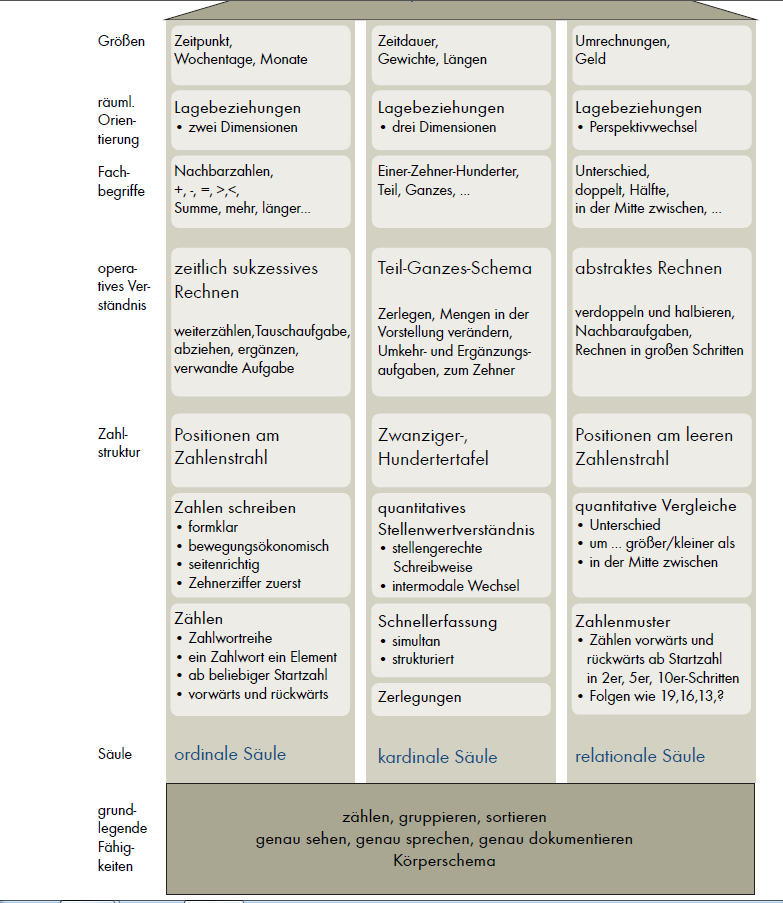 Größen
Zeitpunkt,
Wochentage, Monate
Zeitdauer,
Gewichte, Längen
Umrechnungen,
Geld
räuml.
Orien-
tierung
Lagebeziehungen
• zwei Dimensionen
Lagebeziehungen
• drei Dimensionen
Lagebeziehungen
• Perspektivwechsel
Fach-
begriffe
Nachbarzahlen,
+, -, =, >,<,
Summe, mehr, länger...
Einer-Zehner-Hunderter,
Teil, Ganzes, ...
Unterschied,
doppelt, Hälfte,
in der Mitte zwischen, ...
opera-
tives Ver-
ständnis
zeitlich sukzessives
Rechnen
weiterzählen,Tauschaufgabe,
abziehen, ergänzen,
verwandte Aufgabe
Teil-Ganzes-Schema
Zerlegen, Mengen in der
Vorstellung verändern,
Umkehr- und Ergänzungs-
aufgaben, zum Zehner
abstraktes Rechnen
verdoppeln und halbieren,
Nachbaraufgaben,
Rechnen in großen Schritten
Zahl-
struktur
Positionen am
Zahlenstrahl
Zwanziger-,
Hundertertafel
Positionen am leeren
Zahlenstrahl
Zahlen schreiben
• formklar
• bewegungsökonomisch
• seitenrichtig
• Zehnerziffer zuerst
quantitatives
Stellenwertverständnis
• stellengerechte
Schreibweise
• intermodale Wechsel
quantitative Vergleiche
• Unterschied
• um ... größer/kleiner als
• in der Mitte zwischen
Zählen
• Zahlwortreihe
• ein Zahlwort ein Element
• ab beliebiger Startzahl
• vorwärts und rückwärts
Schnellerfassung
• simultan
• strukturiert
Zerlegungen
Zahlenmuster
• Zählen vorwärts und
rückwärts ab Startzahl
in 2er, 5er, 10er-Schritten
• Folgen wie 19,16,13,?
Säule
ordinale Säule
kardinale Säule
relationale Säule
grund-
legende
Fähig-
keiten
zählen, gruppieren, sortieren
genau sehen, genau sprechen, genau dokumentieren
Körperschema